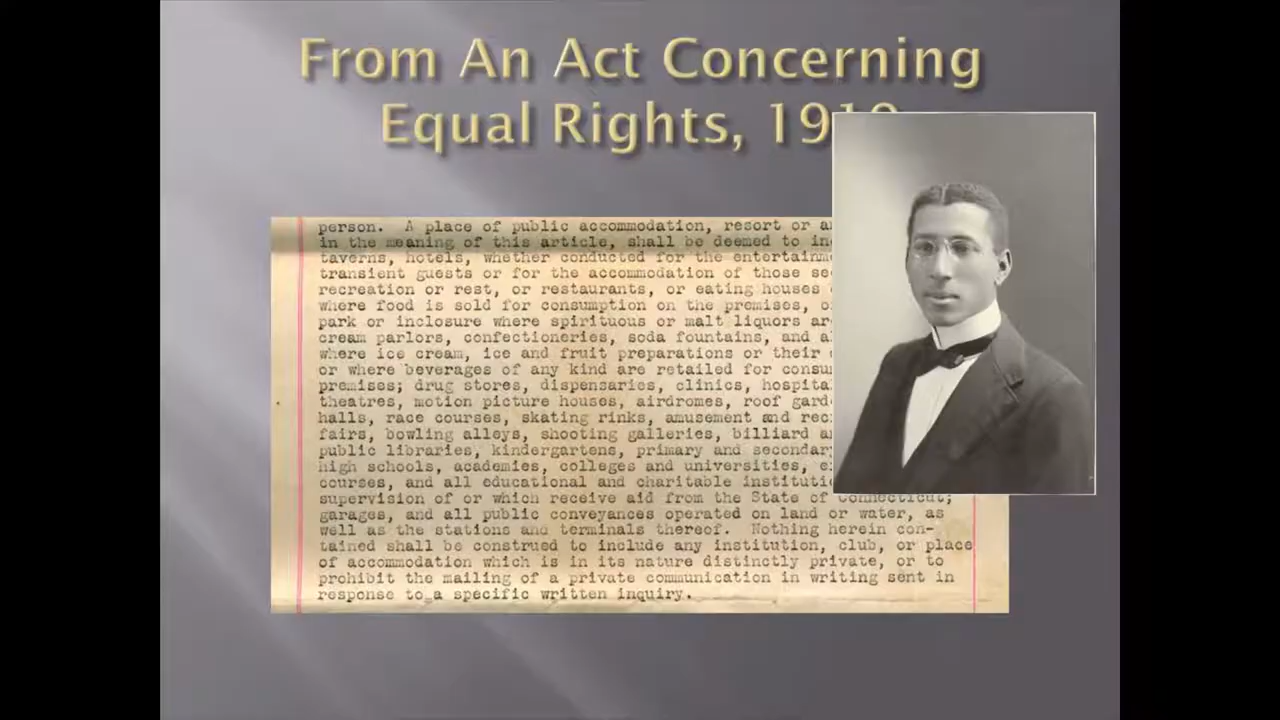 From An Act Concerning
Equal Rights, 19
person. A place of public accommodation, resort or
in the meaning of this article, shall be deemed to
taverns, hotels, whether conducted for the
transient guests or for the accommodation of those
recreation or rest, or restaurants, or eating houses
where food is sold for consumption on the premises,
park or inclosure where spirituous or malt liquors
cream parlors, confectioneries, soda fountains, and
where ice cream, ice and fruit preparations or their
or where beverages of any kind are retailed for
premises; drug stores, dispensaries, clinics,
theatres, motion picture houses, airdromes, roof
halls, race courses, skating rinks, amusement and
fairs, bowling alleys, shooting galleries, billiard
public libraries, kindergartens, primary and
high schools, academies, colleges and universities,
courses, and all educational and charitable
supervision of or which receive aid from the State of Connecticut;
garages, and all public conveyances operated on land or water, as
well as the stations and terminals thereof. Nothing herein con-
tained shall be construed to include any institution, club, or place
of accommodation which is in its nature distinctly private, or to
prohibit the mailing of a private communication in writing sent in
response to a specific written inquiry.